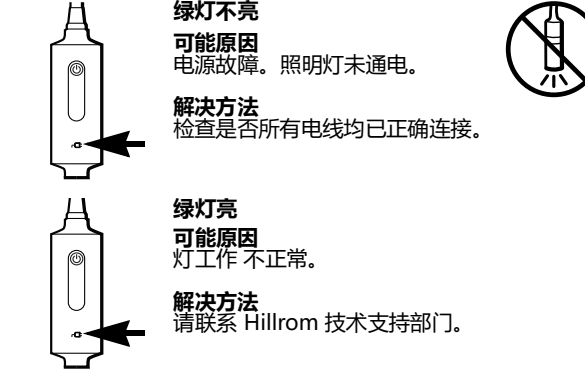 绿灯不亮
可能原因
电源故障。照明灯未通电。
解决方法
检查是否所有电线均已正确连接。
绿灯亮
可能原因
灯工作 不正常。
解决方法
请联系 Hillrom 技术支持部门。